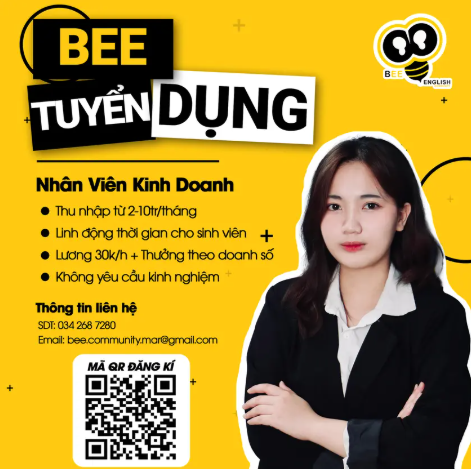 BEE
TUYỂN DỤNG
BEE
ENGLISH
Nhân Viên Kinh Doanh
Thu nhập từ 2-10tr/tháng
Linh động thời gian cho sinh viên
Lương 30k/h + Thưởng theo doanh số
Không yêu cầu kinh nghiệm
Thông tin liên hệ
SDT: 034 268 7280
Email: bee.community.mar@gmail.com
MÃ QR ĐĂNG KÍ